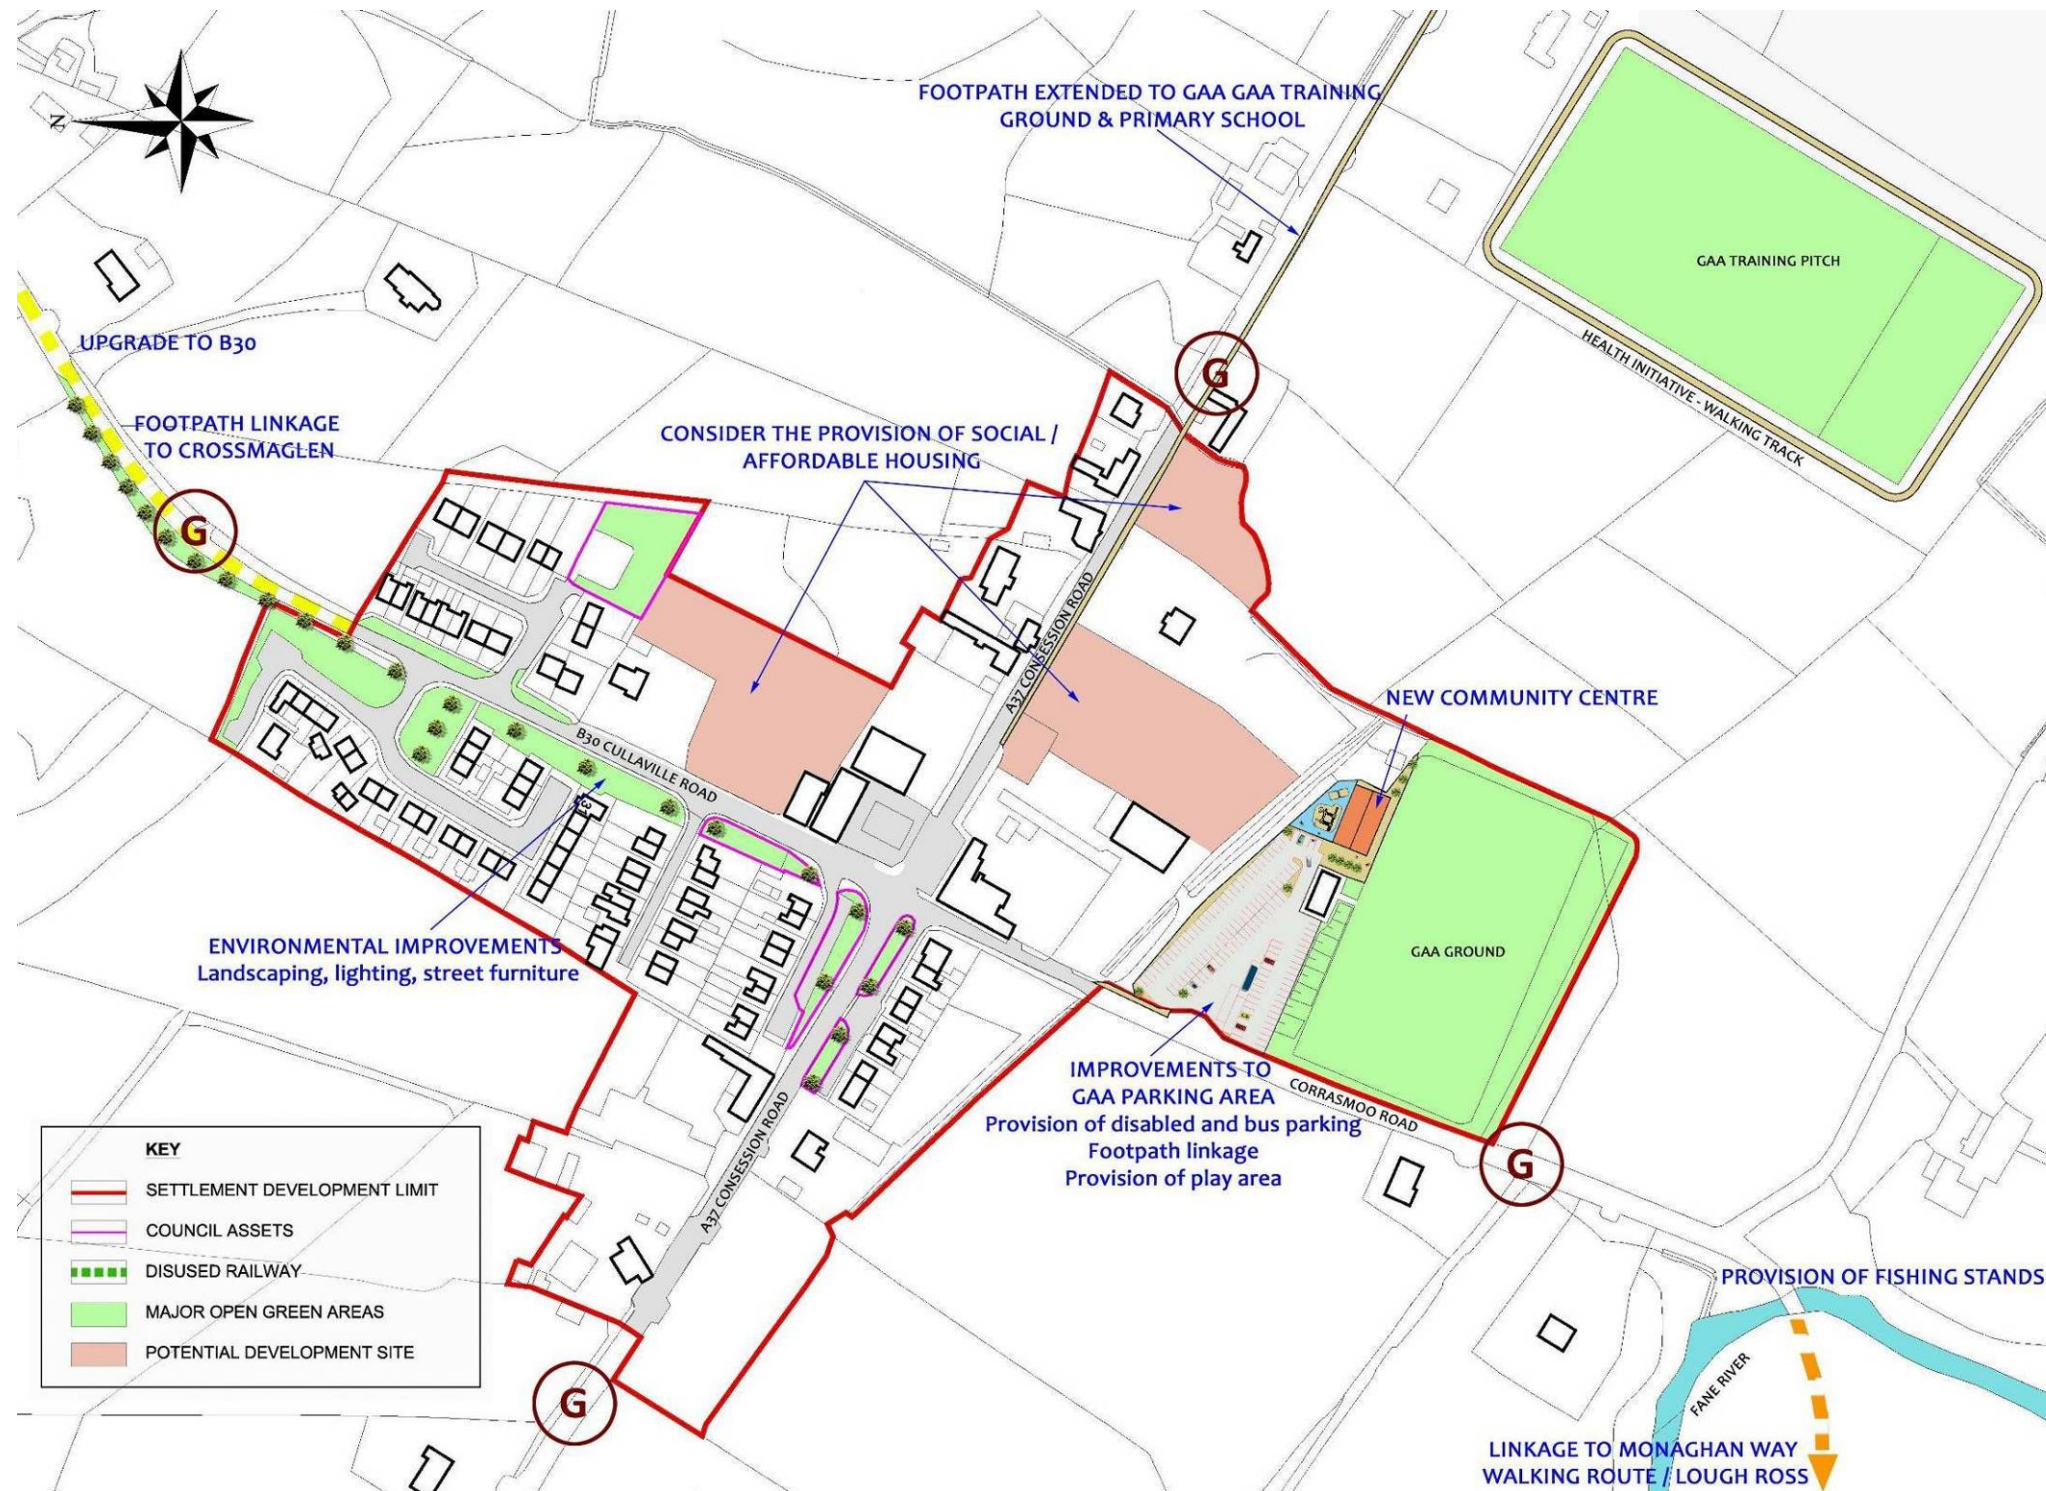 N
FOOTPATH EXTENDED TO GAA GAA TRAINING
GROUND & PRIMARY SCHOOL
GAA TRAINING PITCH
HEALTH INITIATIVE - WALKING TRACK
G
UPGRADE TO B30
FOOTPATH LINKAGE
TO CROSSMAGLEN
G
CONSIDER THE PROVISION OF SOCIAL /
AFFORDABLE HOUSING
A37 CONSESSION ROAD
B30 CULLAVILLE ROAD
31
NEW COMMUNITY CENTRE
GAA GROUND
ENVIRONMENTAL IMPROVEMENTS
Landscaping, lighting, street furniture
IMPROVEMENTS TO
GAA PARKING AREA
Provision of disabled and bus parking
Footpath linkage
Provision of play area
CORRASMOO ROAD
G
A37 CONSESSION ROAD
G
KEY
SETTLEMENT DEVELOPMENT LIMIT
COUNCIL ASSETS
DISUSED RAILWAY
MAJOR OPEN GREEN AREAS
POTENTIAL DEVELOPMENT SITE
PROVISION OF FISHING STANDS
FANE RIVER
LINKAGE TO MONAGHAN WAY
WALKING ROUTE / LOUGH ROSS